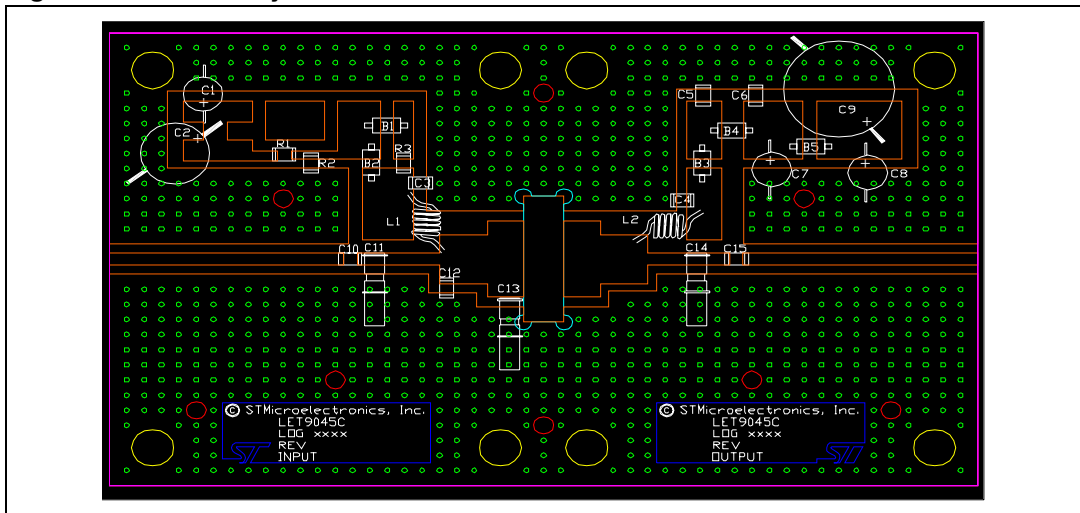 C1
C2
B1
R1
R2
B2
R3
C3
L1
C10
C11
C12
C13
C5
C6
C9
B4
B5
B3
C7
C8
C4
L2
C14
C15
© STMicroelectronics, Inc.
LET9045C
LOG xxxx
REV
INPUT
ST
© STMicroelectronics, Inc.
LET9045C
LOG xxxx
REV
OUTPUT
ST